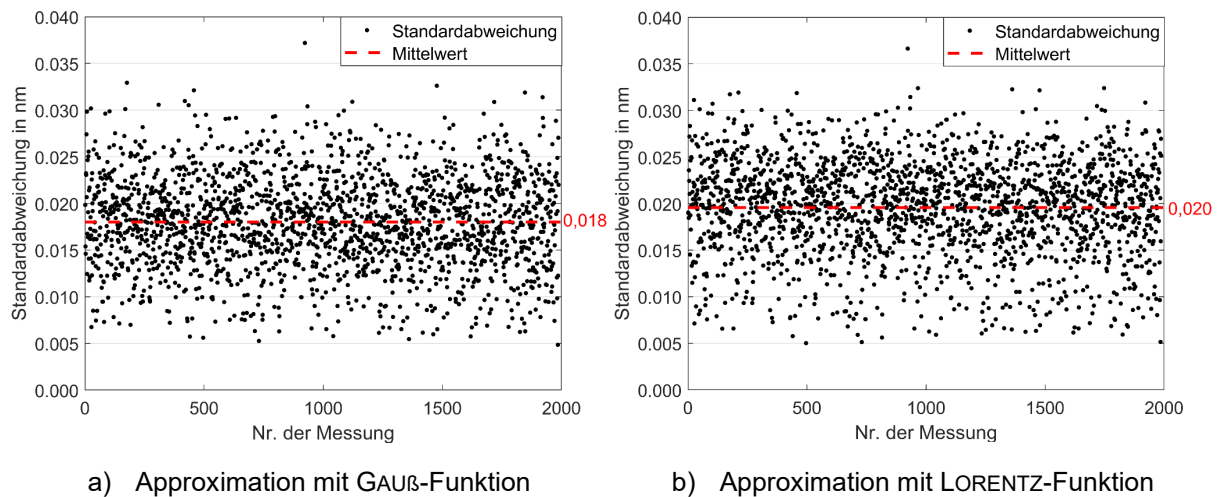 0.040
0.035
0.030
0.025
0.020
0.015
0.010
0.005
0.000
Standardabweichung in nm
Standardabweichung
Mittelwert
0,018
0 500 1000 1500 2000
Nr. der Messung
a) Approximation mit GAUß-Funktion
0.040
0.035
0.030
0.025
0.020
0.015
0.010
0.005
0.000
Standardabweichung in nm
Standardabweichung
Mittelwert
0,020
0 500 1000 1500 2000
Nr. der Messung
b) Approximation mit LORENTZ-Funktion